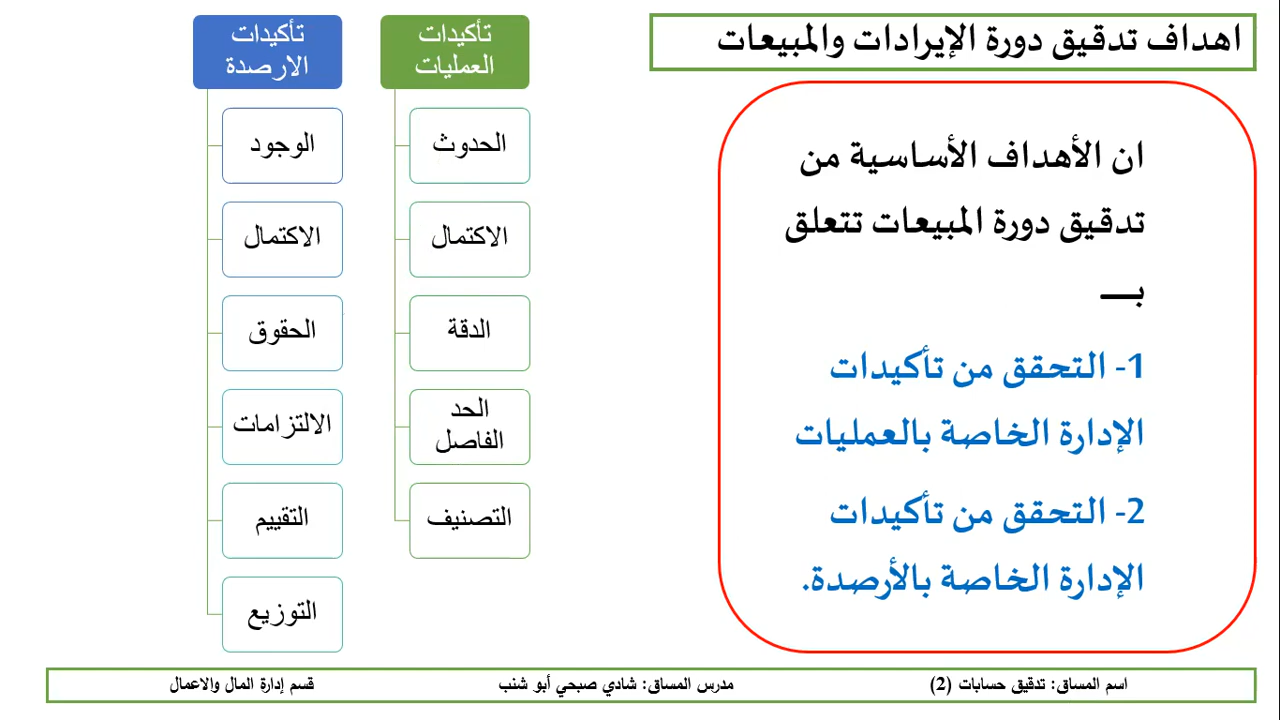 اهداف تدقيق دورة الإيرادات والمبيعات
ان الأهداف الأساسية من
تدقيق دورة المبيعات تتعلق
بـــ
1- التحقق من تأكيدات
الإدارة الخاصة بالعمليات
2- التحقق من تأكيدات
الإدارة الخاصة بالأرصدة.
تأكيدات
العمليات
الحدوث
الاكتمال
الدقة
الحد
الفاصل
التصنيف
تأكيدات
الارصدة
الوجود
الاكتمال
الحقوق
الالتزامات
التقييم
التوزيع
اسم المساق: تدقيق حسابات (2)
مدرس المساق: شادي صبحي أبو شنب
قسم إدارة المال والاعمال